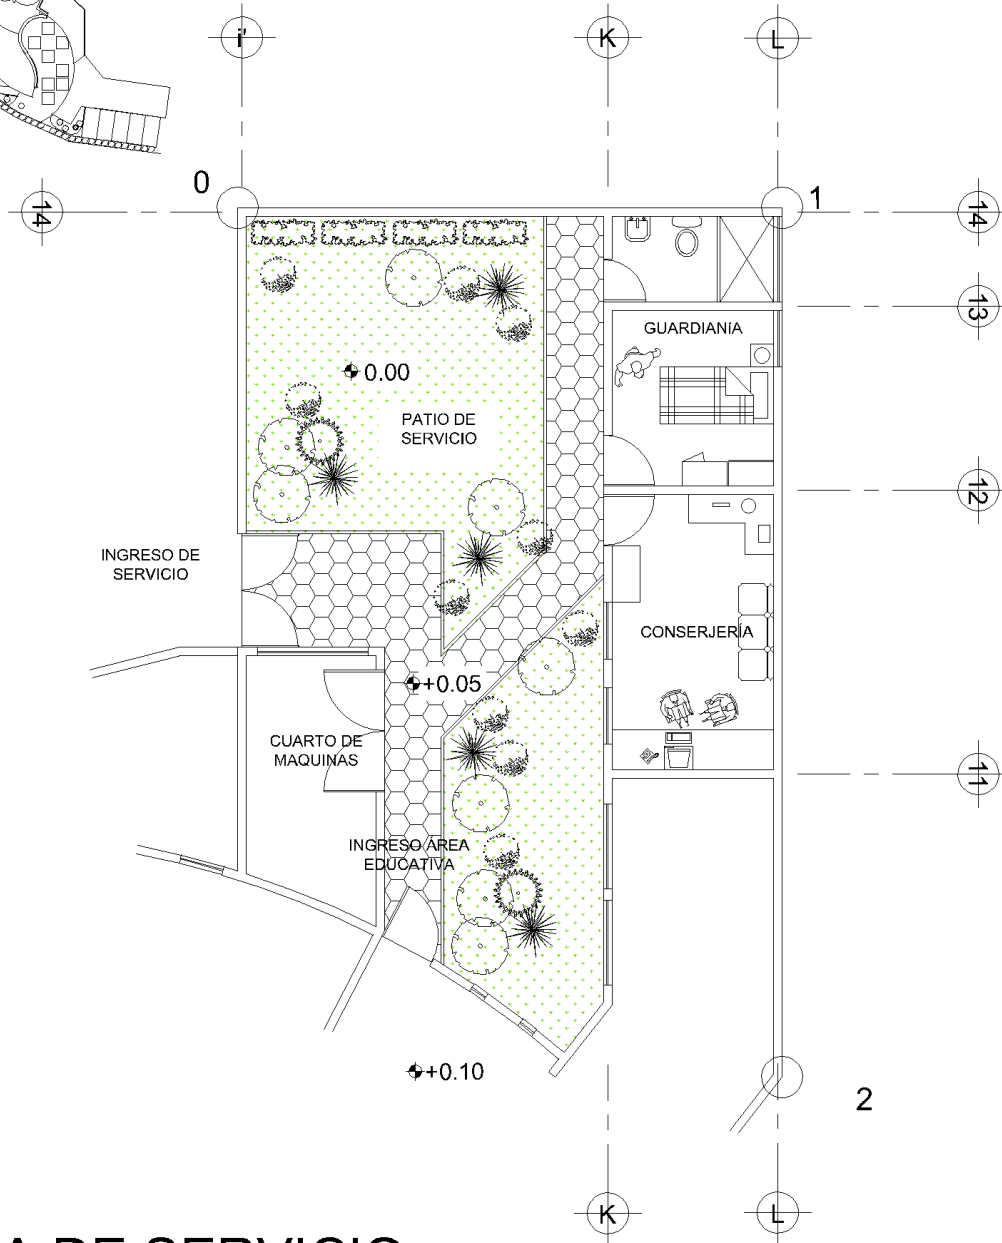 i'
K
L
0
1
14
14
13
GUARDIANíA
0.00
PATIO DE
SERVICIO
12
INGRESO DE
SERVICIO
CONSERJERÍA
+0.05
CUARTO DE
MAQUINAS
11
INGRESO ÁREA
EDUCATIVA
+0.10
2
K
L
A DE SERVICIO